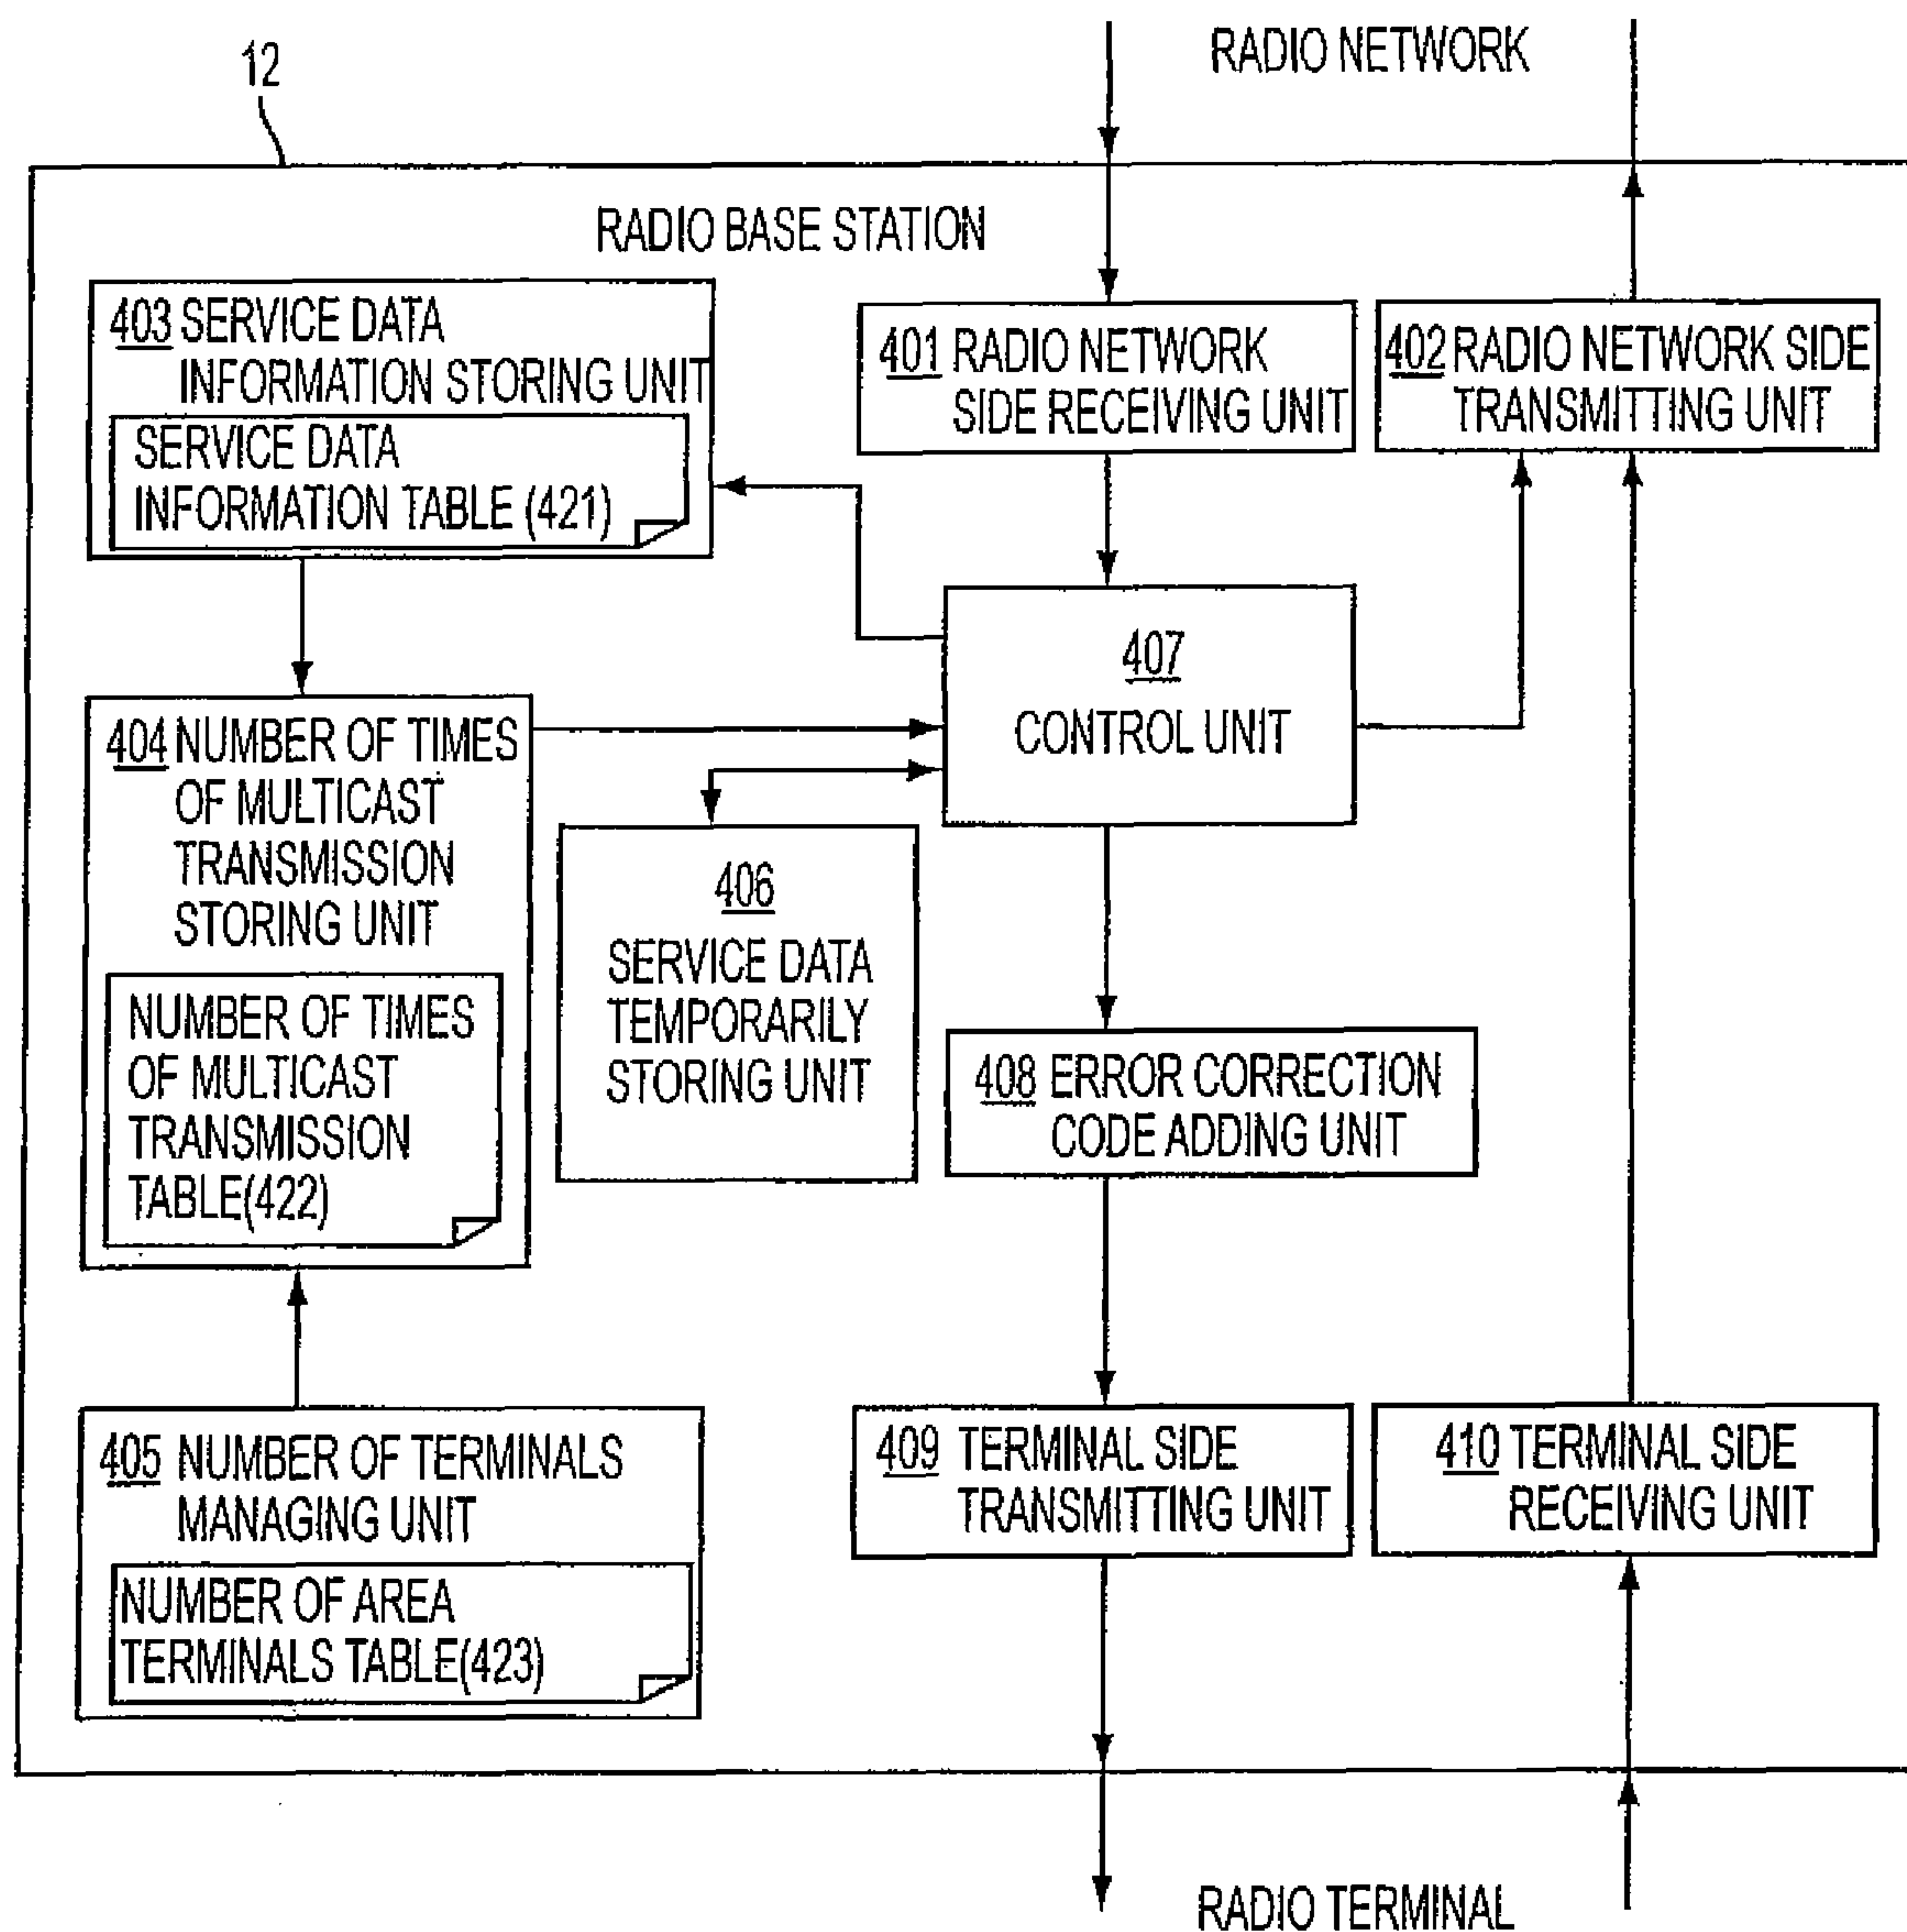 RADIO NETWORK
12
RADIO BASE STATION
403 SERVICE DATA
INFORMATION STORING UNIT
SERVICE DATA
INFORMATION TABLE (421)
401 RADIO NETWORK
SIDE RECEIVING UNIT
402 RADIO NETWORK SIDE
TRANSMITTING UNIT
407
CONTROL UNIT
404 NUMBER OF TIMES
OF MULTICAST
TRANSMISSION
STORING UNIT
NUMBER OF TIMES
OF MULTICAST
TRANSMISSION
TABLE(422)
406
SERVICE DATA
TEMPORARILY
STORING UNIT
408 ERROR CORRECTION
CODE ADDING UNIT
405 NUMBER OF TERMINALS
MANAGING UNIT
NUMBER OF AREA
TERMINALS TABLE(423)
409 TERMINAL SIDE
TRANSMITTING UNIT
410 TERMINAL SIDE
RECEIVING UNIT
RADIO TERMINAL